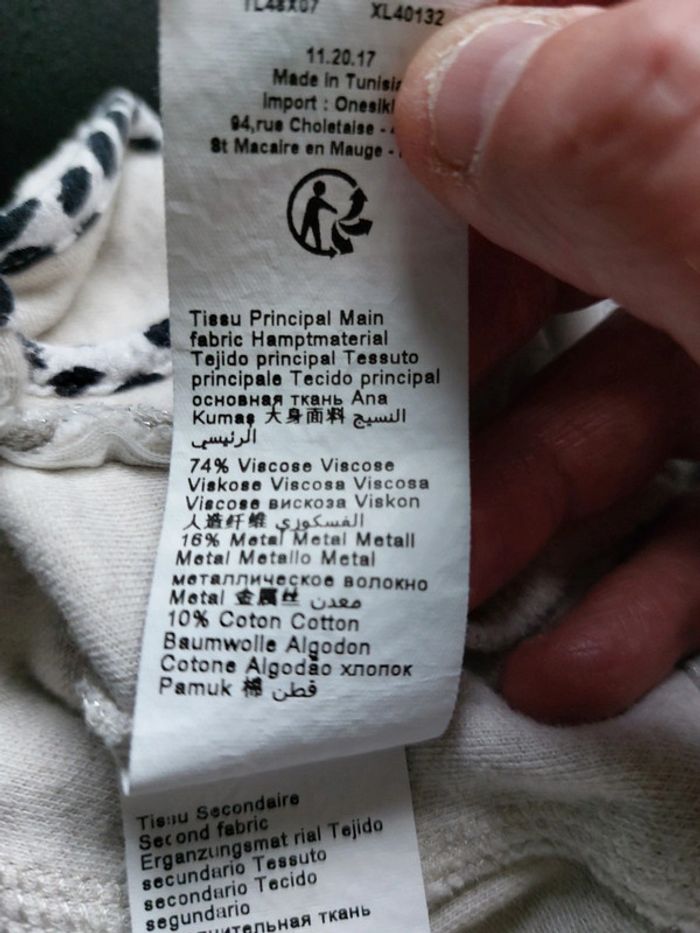 XL40132
11.20.17
Made in Tunisi
Import : Onesiki
94,rue Choletaise -
St Macaire en Mauge -
Tissu Principal Main
fabric Hamptmaterial
Tejido principal Tessuto
principale Tecido principal
основная ткань Ana
Kumaş 大身面料 النسيج
الرئيسي
74% Viscose Viscose
Viskose Viscosa Viscosa
Viscose вискоза Viskon
人造纤维 الفسكوري
16% Metal Metal Metall
Metal Metallo Metal
металлическое волокно
Metal 金属丝 معدن
10% Coton Cotton
Baumwolle Algodon
Cotone Algodão хлопок
Pamuk 棉 قطن
Tissu Secondaire
Second fabric
Erganzungsmat rial Tejido
secundario Tessuto
secondario Tecido
segundario
нительная ткань